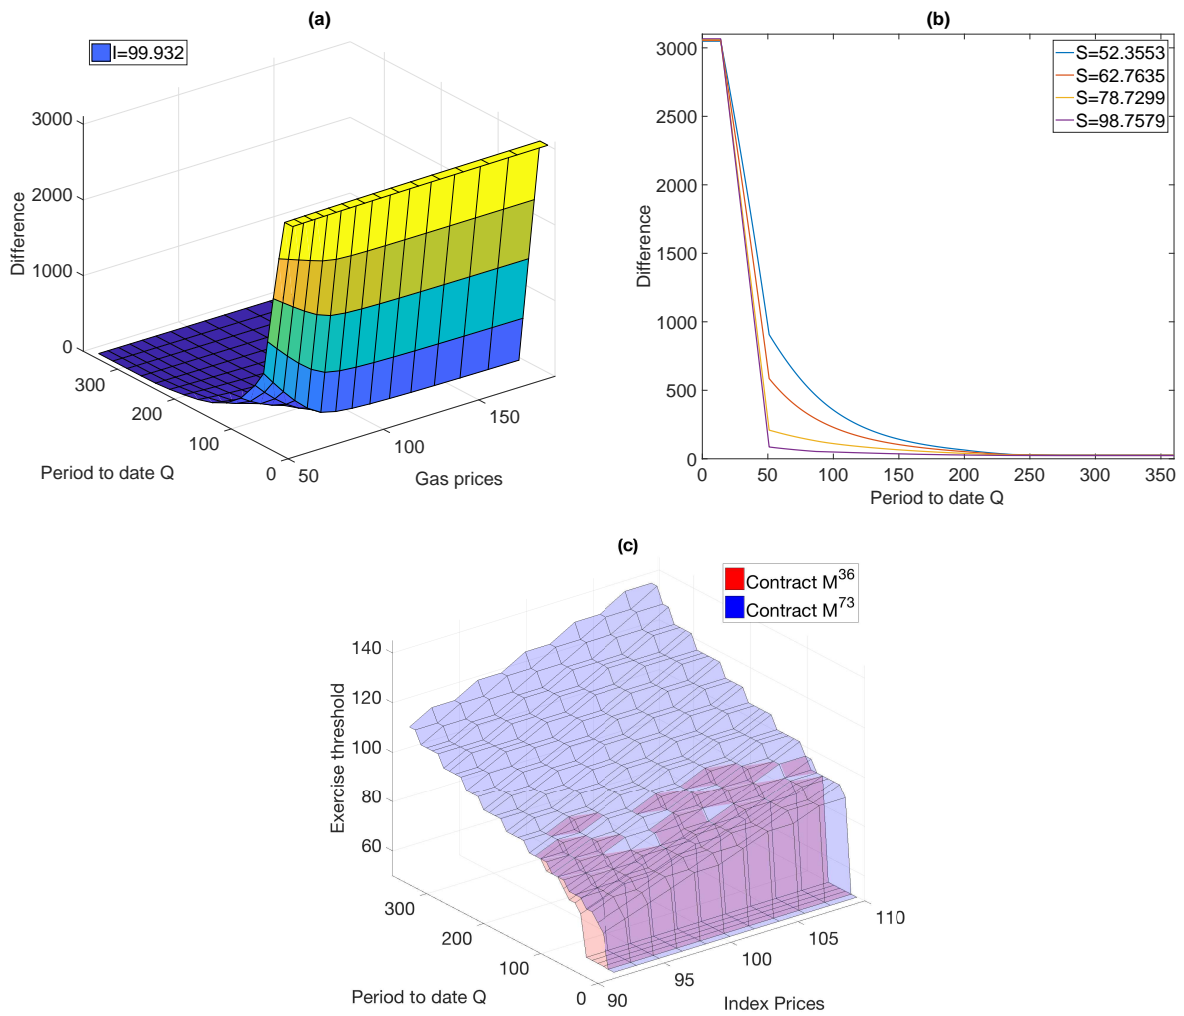 (a)
I=99.932
3000
2000
1000
0
Difference
300
200
100
0
Period to date Q
50
100
150
Gas prices
(b)
3000
2500
2000
1500
1000
500
0
Difference
0
50
100
150
200
250
300
350
Period to date Q
S=52.3553
S=62.7635
S=78.7299
S=98.7579
(c)
Contract M^36
Contract M^73
140
120
100
80
60
Exercise threshold
300
200
100
0
Period to date Q
90
95
100
105
110
Index Prices